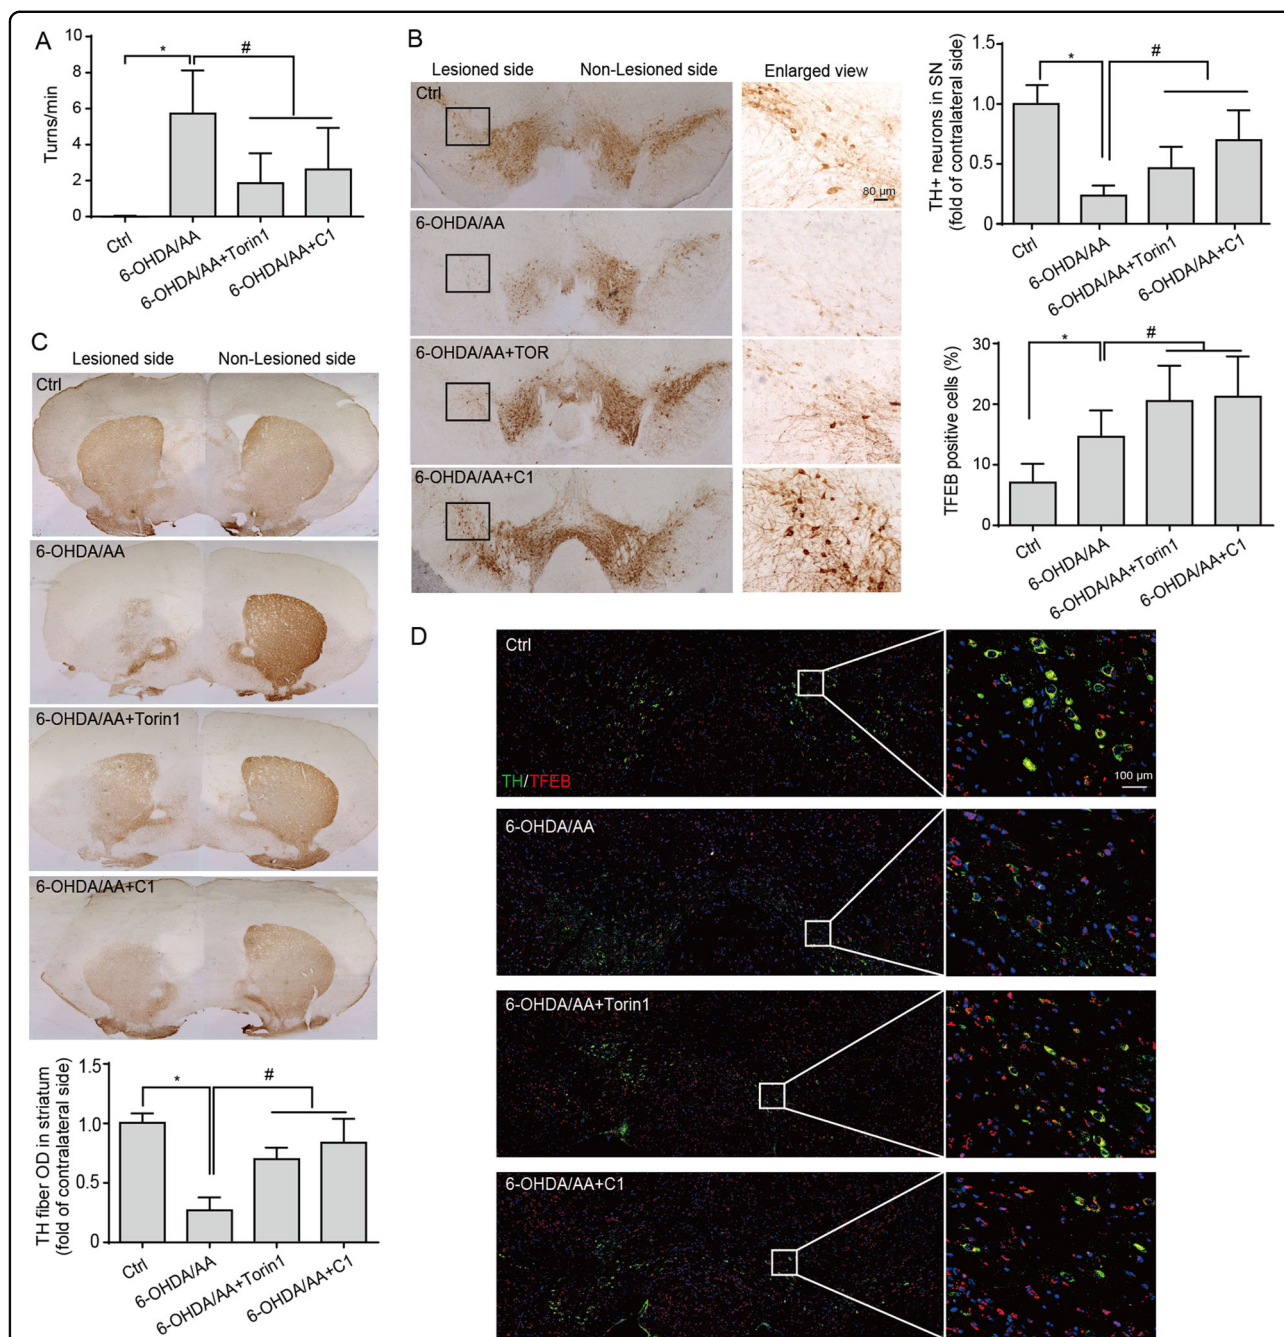 A
Turns/min
10
8
6
4
2
0
*
#
Ctrl
6-OHDA/AA
6-OHDA/AA+Torin1
6-OHDA/AA+C1
B
Lesioned side
Non-Lesioned side
Enlarged view
Ctrl
80 µm
6-OHDA/AA
6-OHDA/AA+TOR
6-OHDA/AA+C1
TH+ neurons in SN
(fold of contralateral side)
1.5
1.0
0.5
0
*
#
Ctrl
6-OHDA/AA
6-OHDA/AA+Torin1
6-OHDA/AA+C1
TFEB positive cells (%)
30
20
10
0
*
#
Ctrl
6-OHDA/AA
6-OHDA/AA+Torin1
6-OHDA/AA+C1
C
Lesioned side
Non-Lesioned side
Ctrl
6-OHDA/AA
6-OHDA/AA+Torin1
6-OHDA/AA+C1
TH fiber OD in striatum
(fold of contralateral side)
1.5
1.0
0.5
0
*
#
Ctrl
6-OHDA/AA
6-OHDA/AA+Torin1
6-OHDA/AA+C1
D
Ctrl
TH/TFEB
100 µm
6-OHDA/AA
6-OHDA/AA+Torin1
6-OHDA/AA+C1